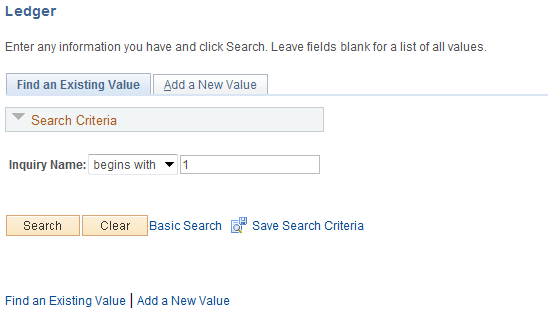 Ledger
Enter any information you have and click Search. Leave fields blank for a list of all values.
Find an Existing Value Add a New Value
Search Criteria
Inquiry Name: begins with 1
Search Clear Basic Search Save Search Criteria
Find an Existing Value | Add a New Value